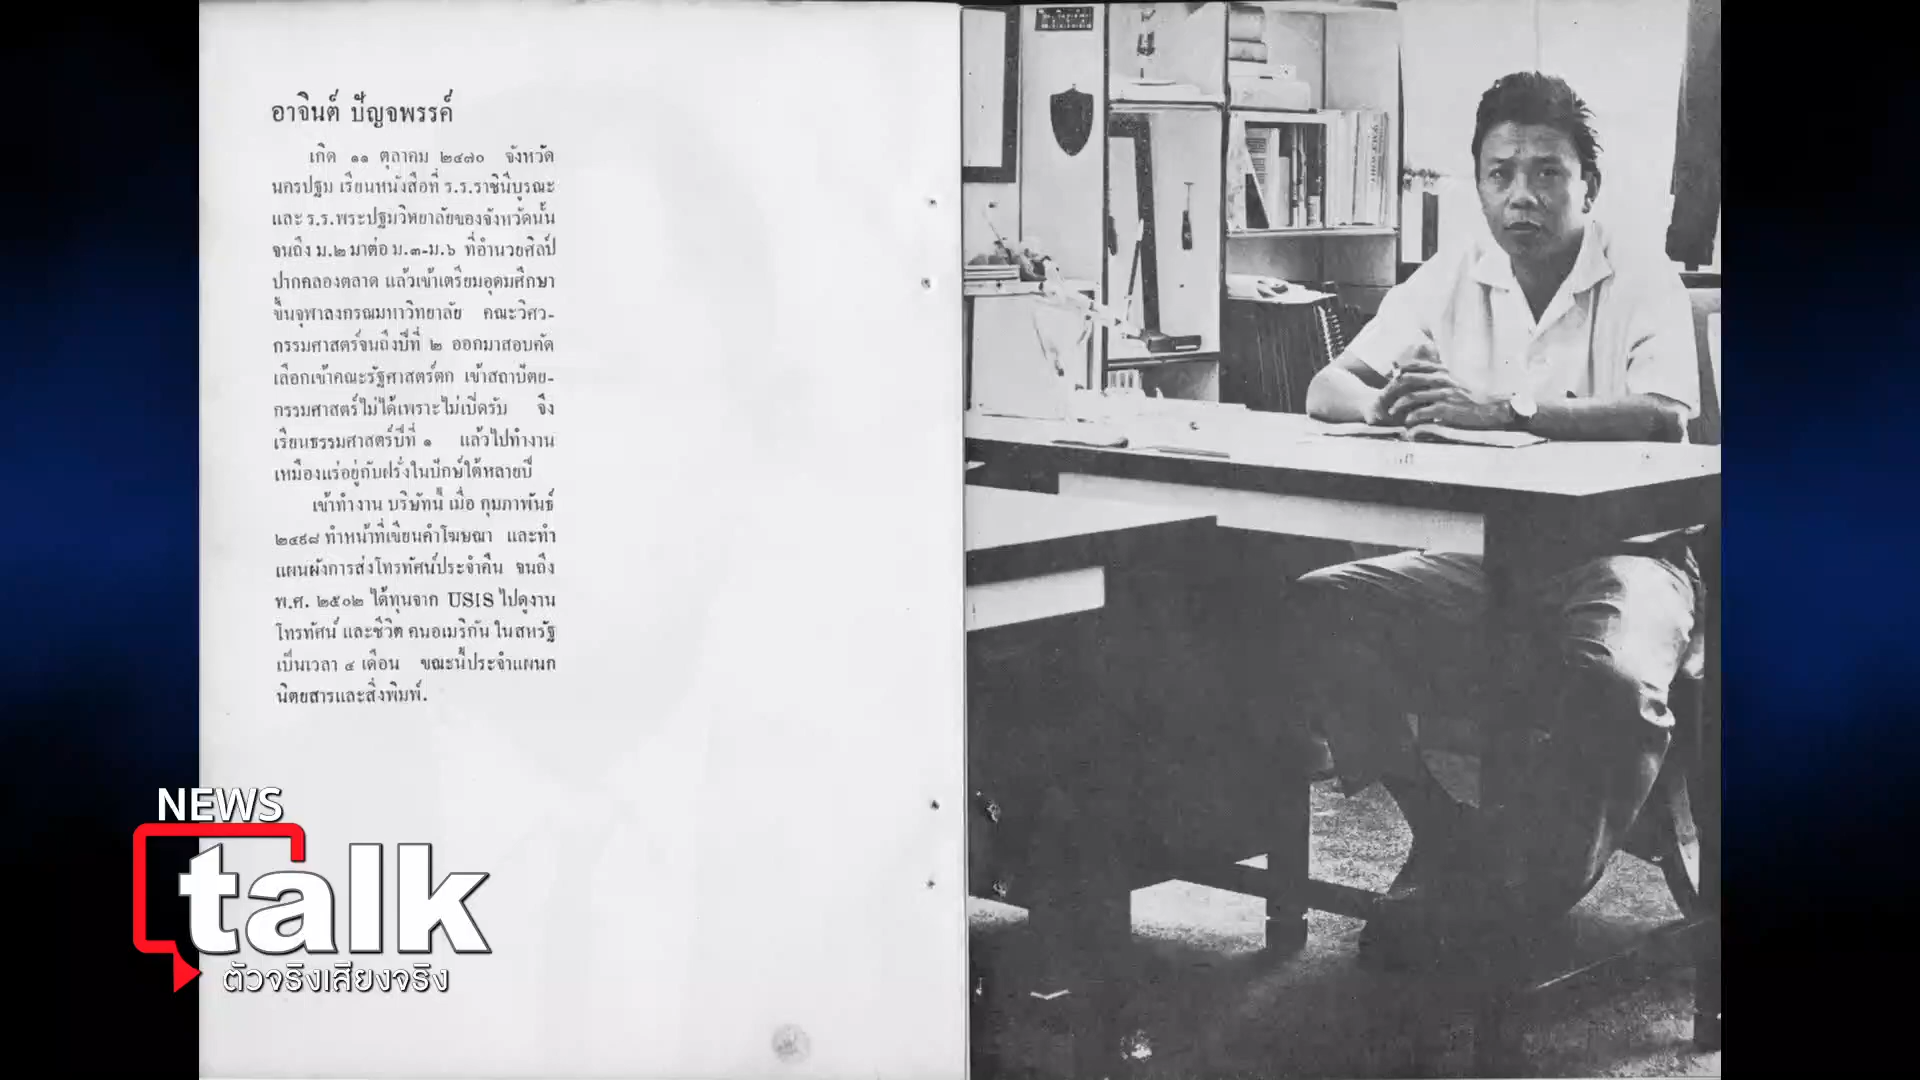 อาจินต์ ปัญจพรรค์
เกิด ๑๑ ตุลาคม ๒๔๗๐ จังหวัด
นครปฐม เรียนหนังสือที่ ร.ร.ราชินีบูรณะ
และ ร.ร.พระปฐมวิทยาลัยของจังหวัดนั้น
จนถึง ม.๒ มาต่อ ม.๓-ม.๖ ที่อำนวยศิลป์
ปากคลองตลาด แล้วเข้าเตรียมอุดมศึกษา
ขึ้นจุฬาลงกรณมหาวิทยาลัย คณะวิศว-
กรรมศาสตร์จนถึงปีที่ ๒ ออกมาสอบคัด
เลือกเข้าคณะรัฐศาสตร์ตก เข้าสถาปัตย-
กรรมศาสตร์ไม่ได้เพราะไม่เปิดรับ จึง
เรียนธรรมศาสตร์ปีที่ ๑ แล้วไปทำงาน
เหมืองแร่อยู่กับฝรั่งในปักษ์ใต้หลายปี
เข้าทำงาน บริษัทนี้ เมื่อ กุมภาพันธ์
๒๔๙๘ ทำหน้าที่เขียนคำโฆษณา และทำ
แผนผังการส่งโทรทัศน์ประจำคืน จนถึง
พ.ศ. ๒๕๐๒ ได้ทุนจาก USIS ไปดูงาน
โทรทัศน์ และชีวิต คนอเมริกัน ในสหรัฐ
เป็นเวลา ๔ เดือน ขณะนี้ประจำแผนก
นิตยสารและสิ่งพิมพ์.
NEWS
talk
ตัวจริงเสียงจริง